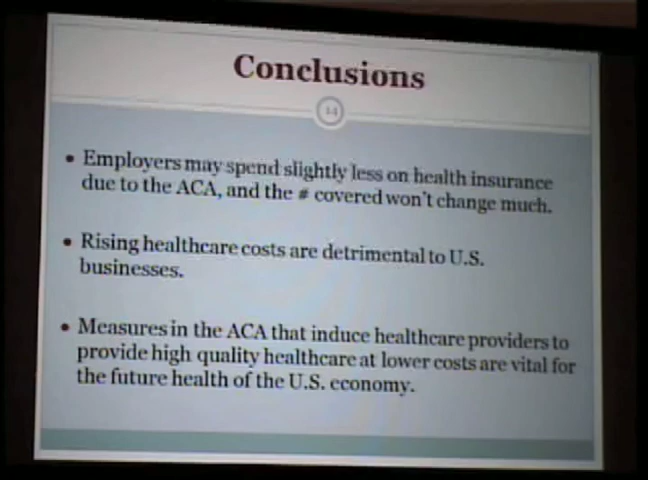 Conclusions
14
• Employers may spend slightly less on health insurance
due to the ACA, and the # covered won't change much.
• Rising healthcare costs are detrimental to U.S.
businesses.
• Measures in the ACA that induce healthcare providers to
provide high quality healthcare at lower costs are vital for
the future health of the U.S. economy.